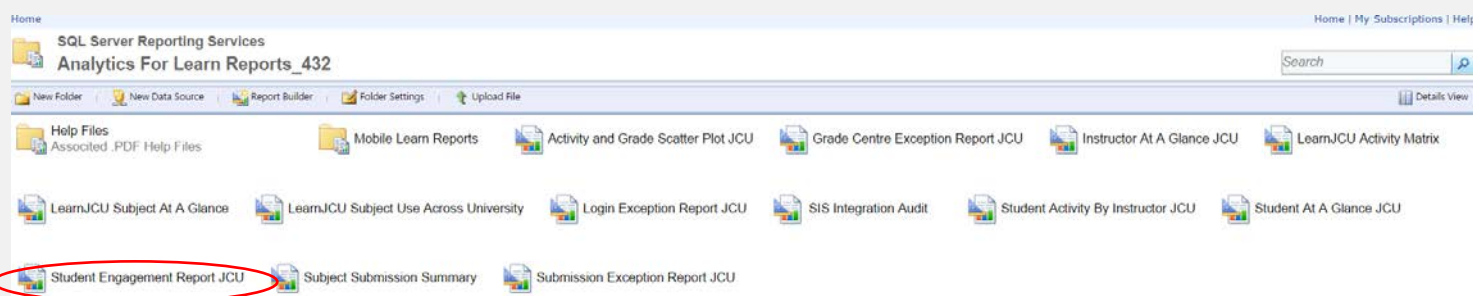 Home Home | My Subscriptions | Help
SQL Server Reporting Services
Analytics For Learn Reports_432
Search
New Folder New Data Source Report Builder Folder Settings Upload File Details View
Help Files
Associted .PDF Help Files
Mobile Learn Reports Activity and Grade Scatter Plot JCU Grade Centre Exception Report JCU Instructor At A Glance JCU LearnJCU Activity Matrix
LearnJCU Subject At A Glance LearnJCU Subject Use Across University Login Exception Report JCU SIS Integration Audit Student Activity By Instructor JCU Student At A Glance JCU
Student Engagement Report JCU Subject Submission Summary Submission Exception Report JCU